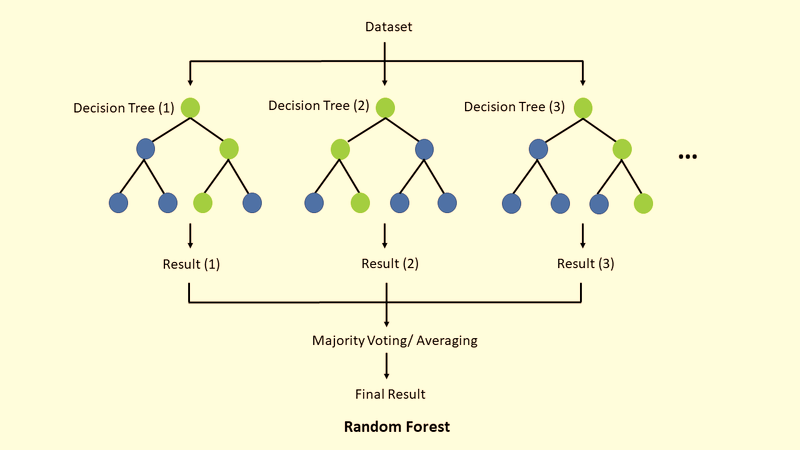 Dataset
Decision Tree (1)
Decision Tree (2)
Decision Tree (3)
...
Result (1)
Result (2)
Result (3)
Majority Voting/ Averaging
Final Result
Random Forest